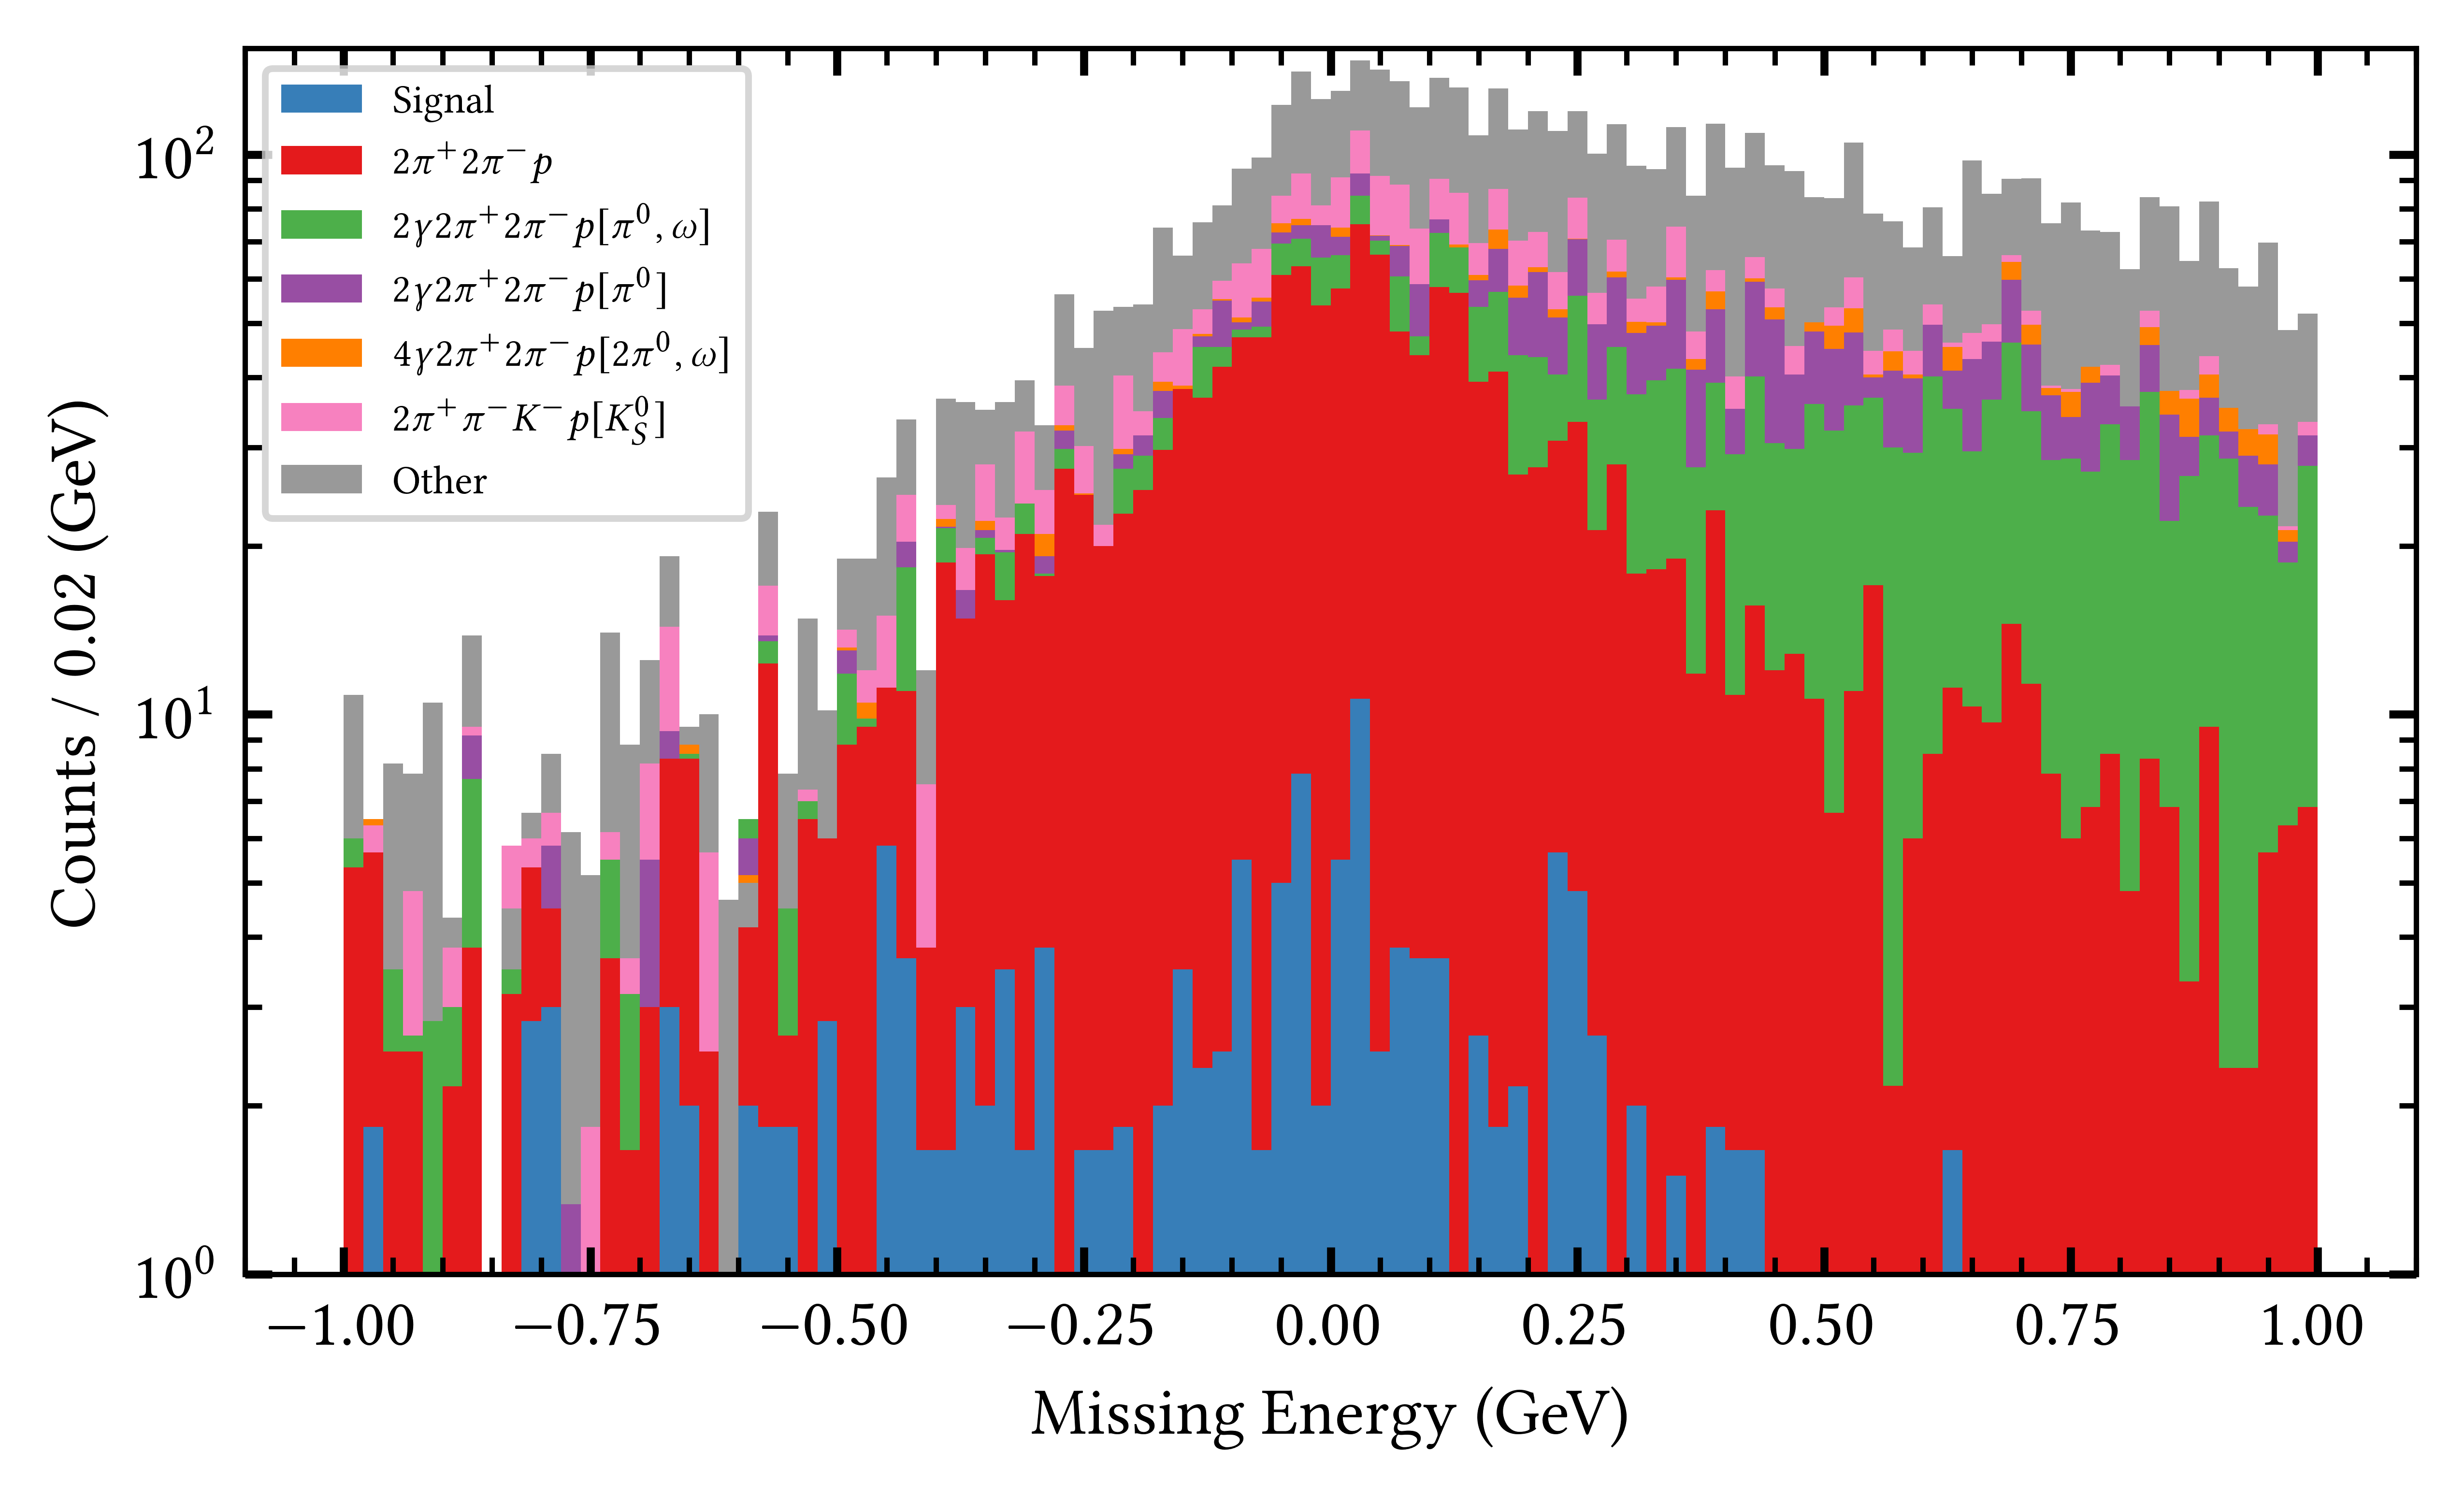 Signal
2π⁺2π⁻p
2γ2π⁺2π⁻p[π⁰, ω]
2γ2π⁺2π⁻p[π⁰]
4γ2π⁺2π⁻p[2π⁰, ω]
2π⁺π⁻K⁻p[K⁰_S]
Other
Counts / 0.02 (GeV)
10²
10¹
10⁰
−1.00 −0.75 −0.50 −0.25 0.00 0.25 0.50 0.75 1.00
Missing Energy (GeV)